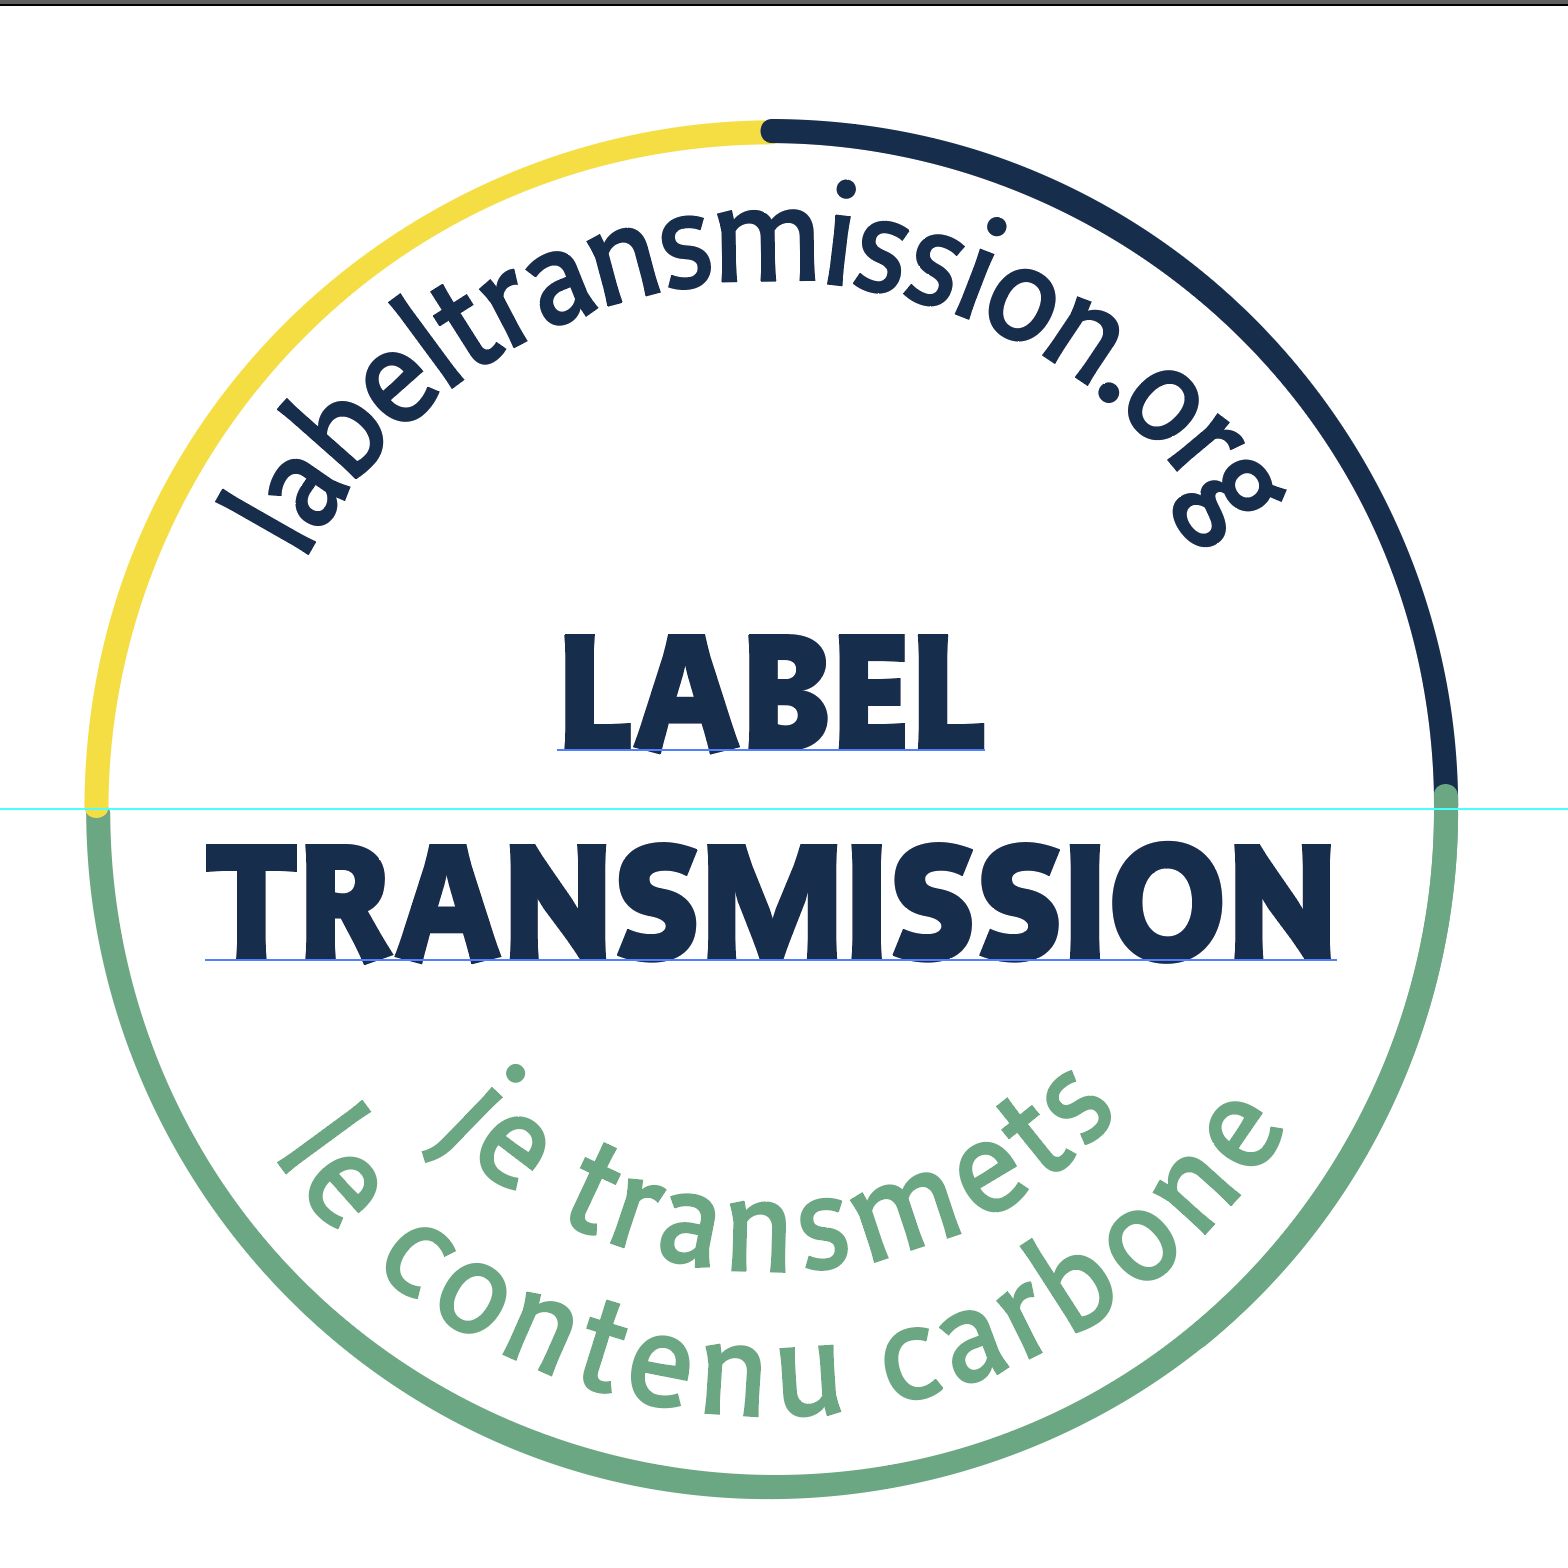 labeltransmission.org
LABEL
TRANSMISSION
je transmets
le contenu carbone